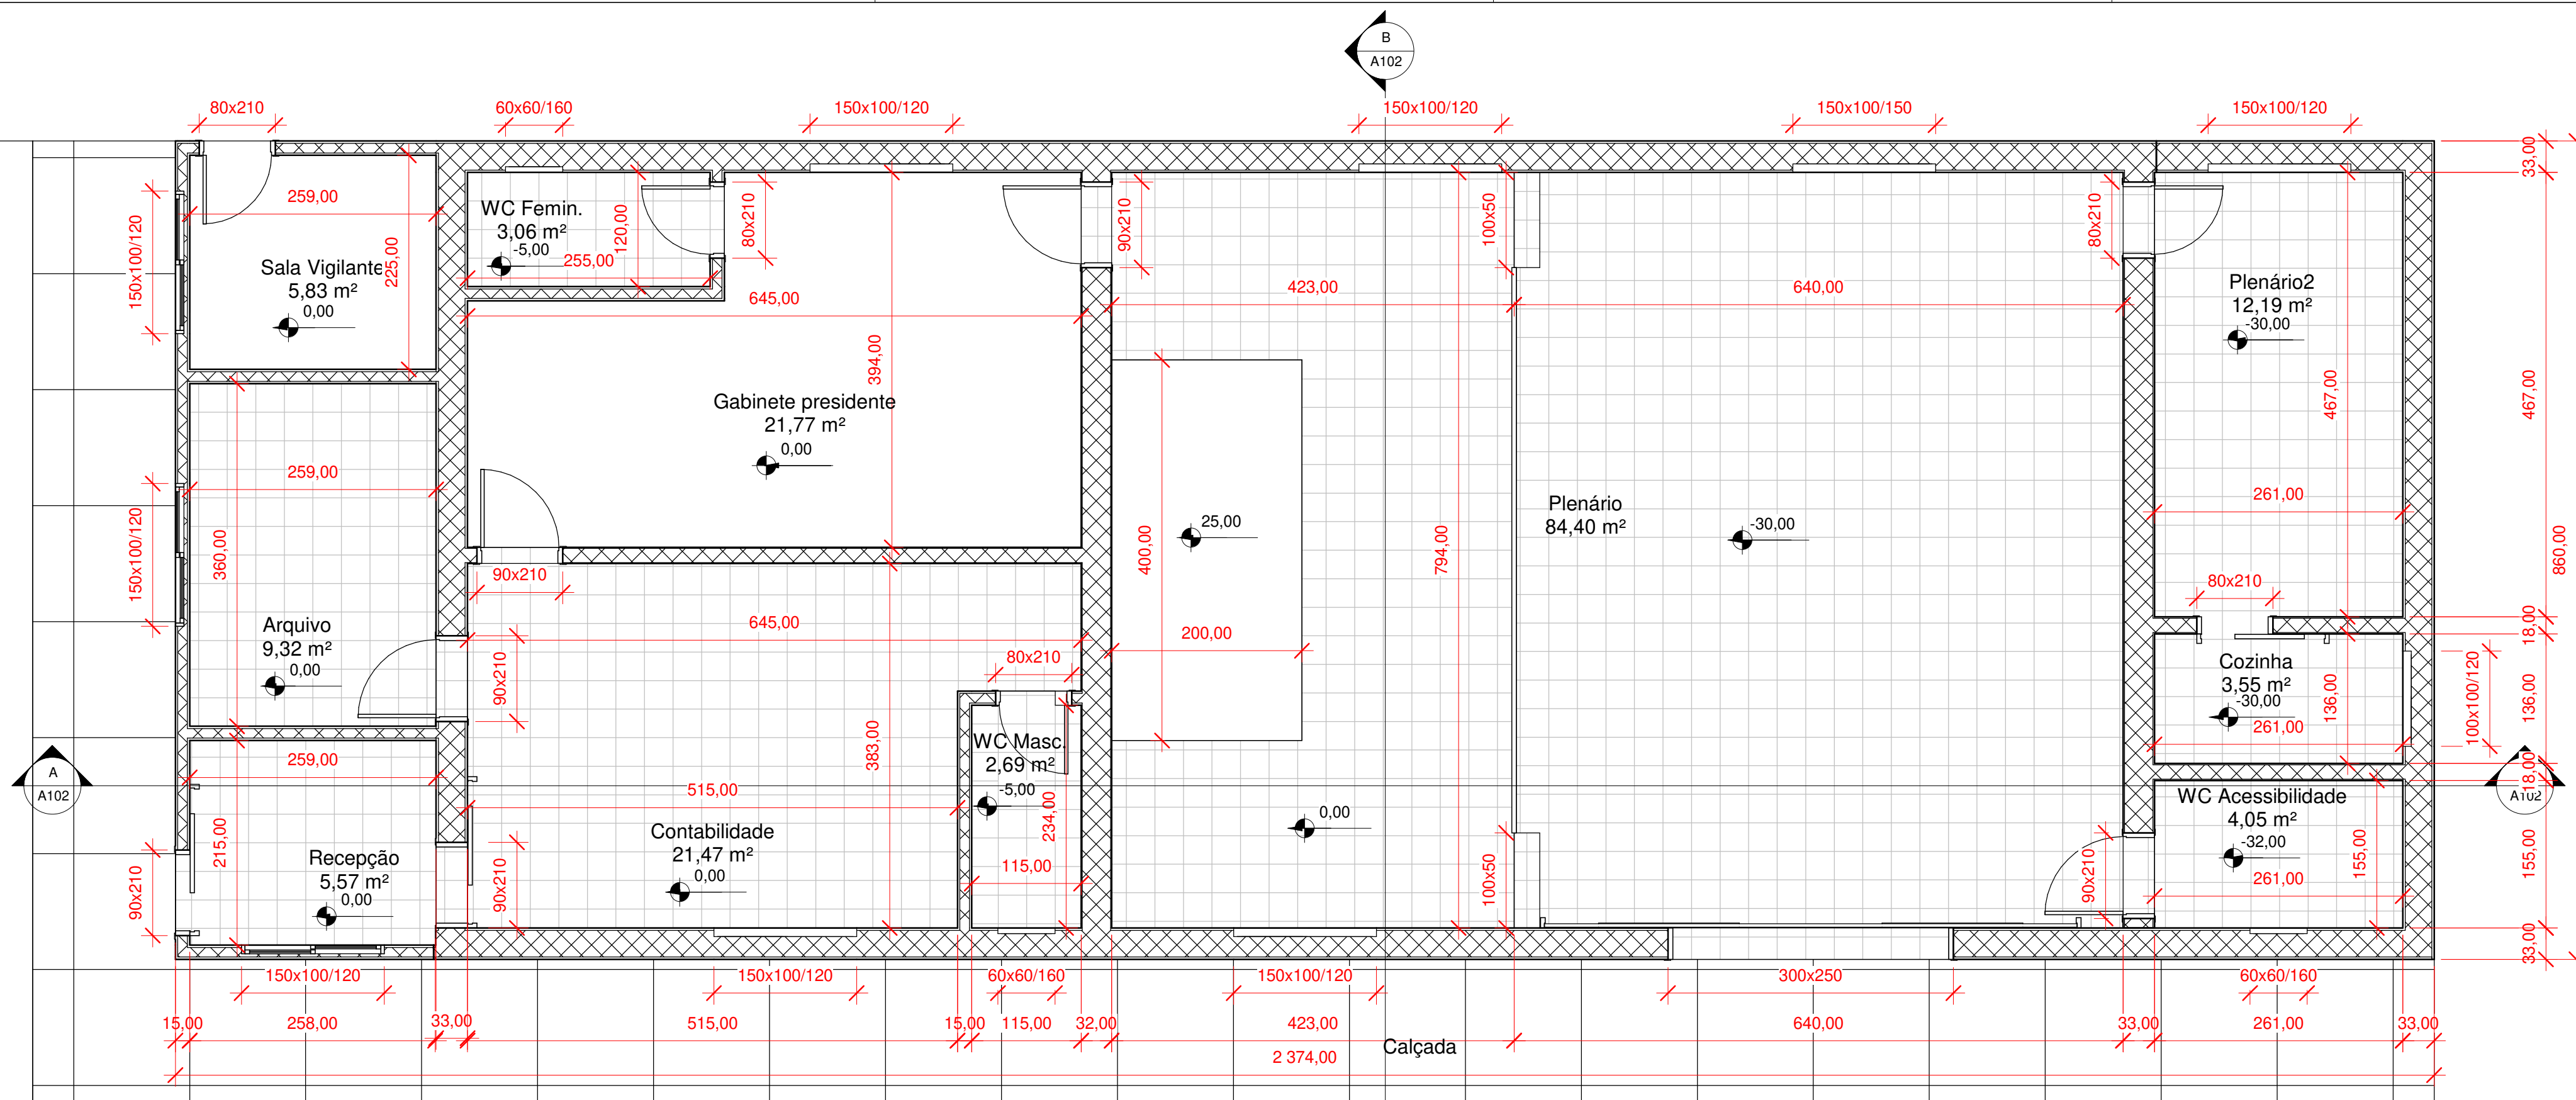 B
A102
80x210
60x60/160
150x100/120
150x100/120
150x100/150
150x100/120
33,00
259,00
WC Femin.
3,06 m²
-5,00
120,00
255,00
80x210
90x210
100x50
80x210
150x100/120
Sala Vigilante
5,83 m²
0,00
225,00
645,00
423,00
640,00
Plenário2
12,19 m²
-30,00
394,00
467,00
467,00
Gabinete presidente
21,77 m²
0,00
259,00
261,00
150x100/120
360,00
25,00
400,00
794,00
Plenário
84,40 m²
-30,00
860,00
90x210
80x210
Arquivo
9,32 m²
0,00
645,00
200,00
18,00
90x210
80x210
Cozinha
3,55 m²
-30,00
136,00
261,00
100x100/120
136,00
259,00
383,00
WC Masc.
2,69 m²
-5,00
234,00
A
A102
515,00
18,00
A102
WC Acessibilidade
4,05 m²
-32,00
0,00
215,00
Contabilidade
21,47 m²
0,00
Recepção
5,57 m²
0,00
90x210
90x210
115,00
100x50
90x210
261,00
155,00
155,00
33,00
150x100/120
150x100/120
60x60/160
150x100/120
300x250
60x60/160
15,00
258,00
33,00
515,00
15,00
115,00
32,00
423,00
640,00
33,00
261,00
33,00
Calçada
2 374,00